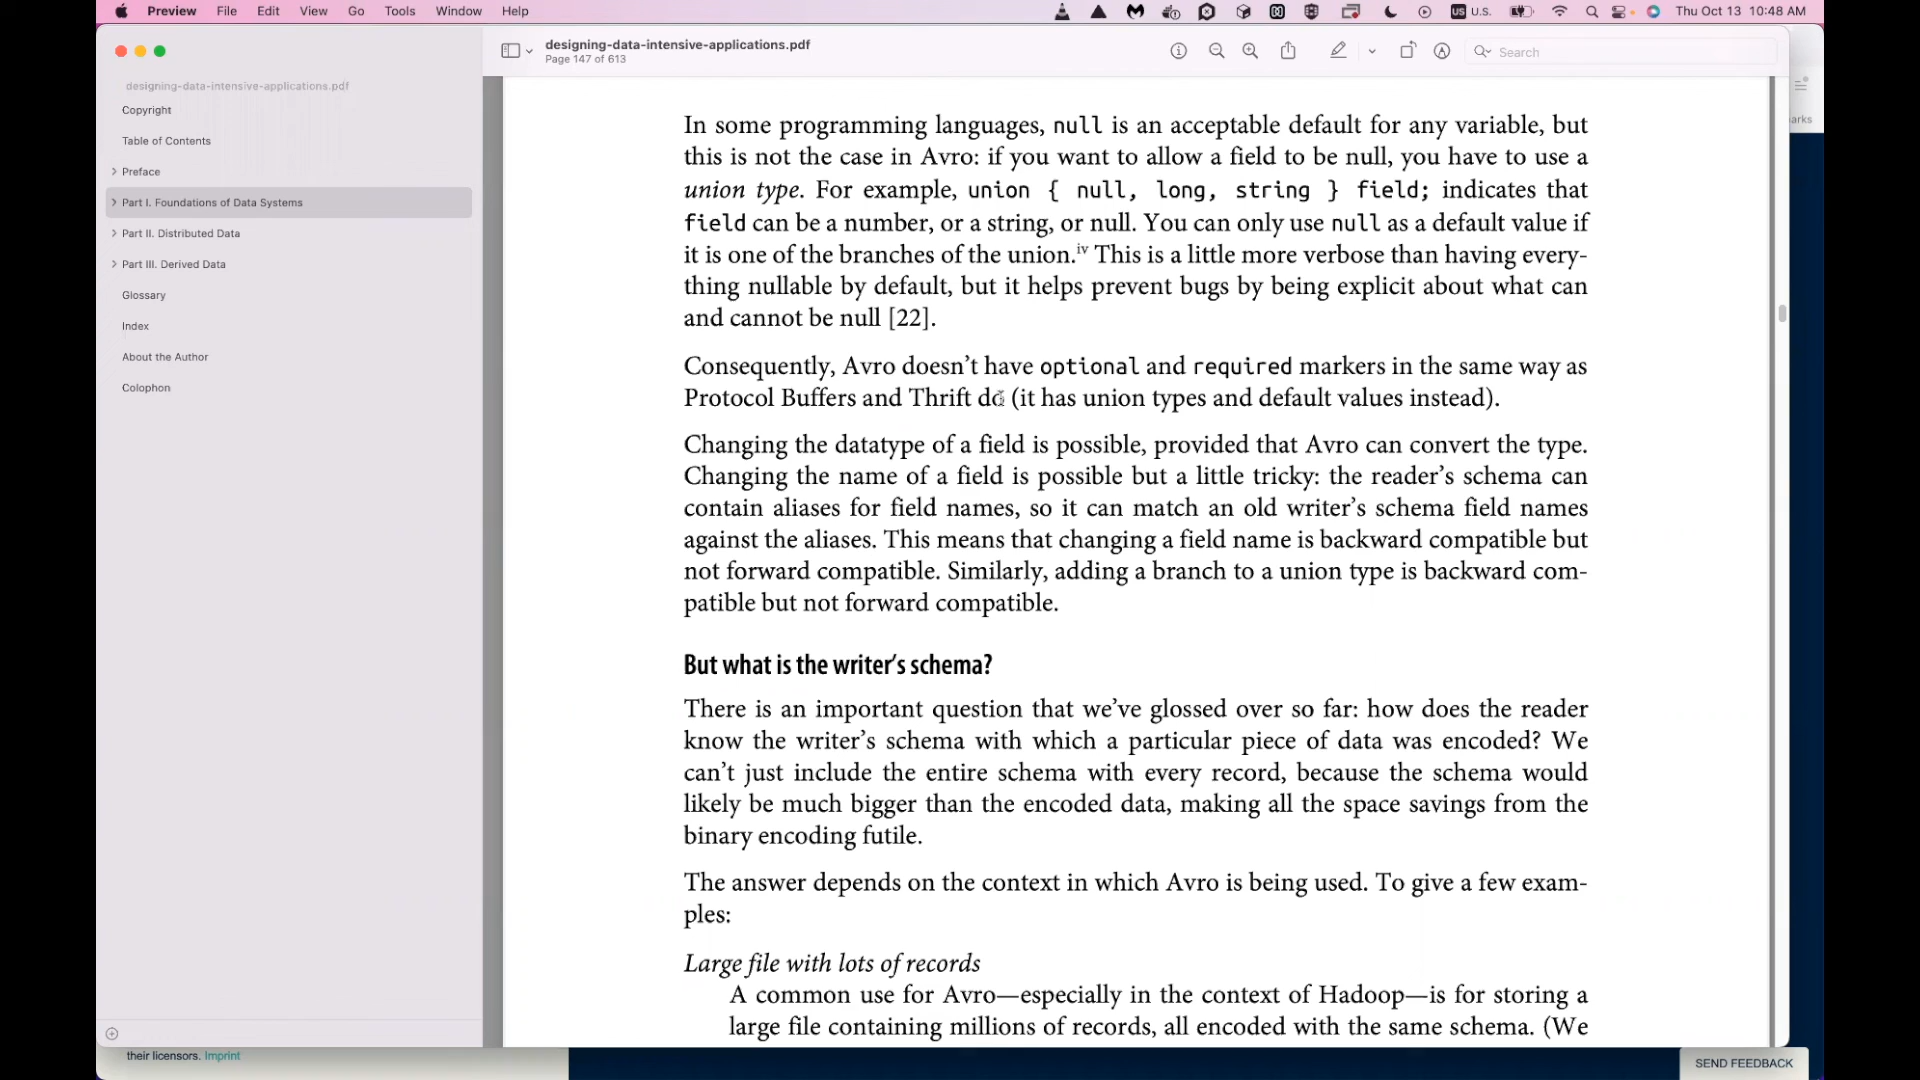 Preview File Edit View Go Tools Window Help
US U.S.
Thu Oct 13 10:48 AM
designing-data-intensive-applications.pdf
Page 147 of 613
Search
designing-data-intensive-applications.pdf
Copyright
Table of Contents
Preface
Part I. Foundations of Data Systems
Part II. Distributed Data
Part III. Derived Data
Glossary
Index
About the Author
Colophon
arks
In some programming languages, null is an acceptable default for any variable, but
this is not the case in Avro: if you want to allow a field to be null, you have to use a
union type. For example, union { null, long, string } field; indicates that
field can be a number, or a string, or null. You can only use null as a default value if
it is one of the branches of the union.iv This is a little more verbose than having every-
thing nullable by default, but it helps prevent bugs by being explicit about what can
and cannot be null [22].
Consequently, Avro doesn’t have optional and required markers in the same way as
Protocol Buffers and Thrift do (it has union types and default values instead).
Changing the datatype of a field is possible, provided that Avro can convert the type.
Changing the name of a field is possible but a little tricky: the reader’s schema can
contain aliases for field names, so it can match an old writer’s schema field names
against the aliases. This means that changing a field name is backward compatible but
not forward compatible. Similarly, adding a branch to a union type is backward com-
patible but not forward compatible.
But what is the writer’s schema?
There is an important question that we’ve glossed over so far: how does the reader
know the writer’s schema with which a particular piece of data was encoded? We
can’t just include the entire schema with every record, because the schema would
likely be much bigger than the encoded data, making all the space savings from the
binary encoding futile.
The answer depends on the context in which Avro is being used. To give a few exam-
ples:
Large file with lots of records
A common use for Avro—especially in the context of Hadoop—is for storing a
large file containing millions of records, all encoded with the same schema. (We
their licensors. Imprint
SEND FEEDBACK